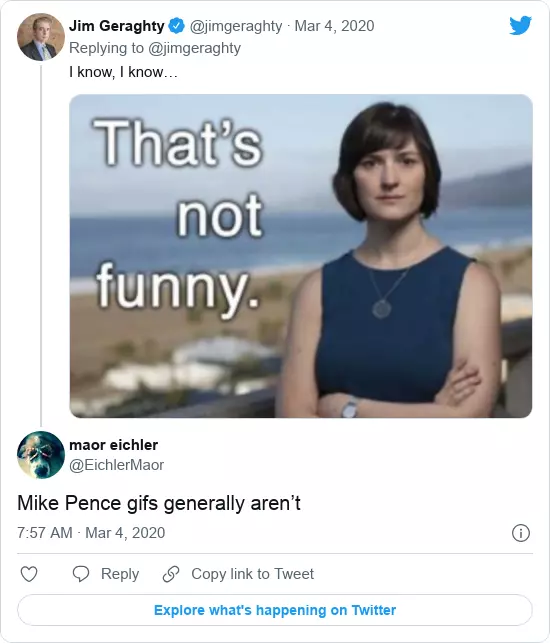 Jim Geraghty @jimgeraghty · Mar 4, 2020
Replying to @jimgeraghty
I know, I know…
That's
not
funny.
maor eichler
@EichlerMaor
Mike Pence gifs generally aren't
7:57 AM · Mar 4, 2020
Reply Copy link to Tweet
Explore what's happening on Twitter